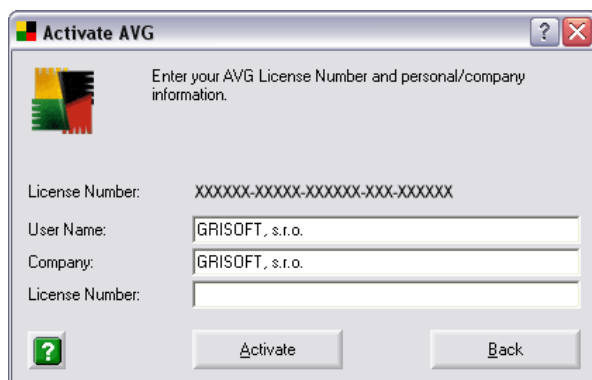 Activate AVG
Enter your AVG License Number and personal/company
information.
License Number: XXXXXX-XXXXX-XXXXXX-XXX-XXXXXX
User Name: GRISOFT, s.r.o.
Company: GRISOFT, s.r.o.
License Number:
? Activate Back